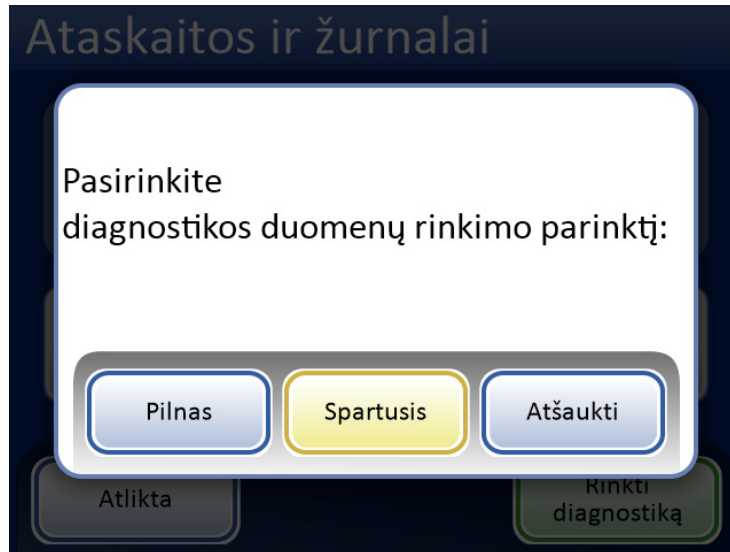 Ataskaitos ir žurnalai
Pasirinkite
diagnostikos duomenų rinkimo parinktį:
Pilnas
Spartusis
Atšaukti
Atlikta
Rinkti
diagnostiką